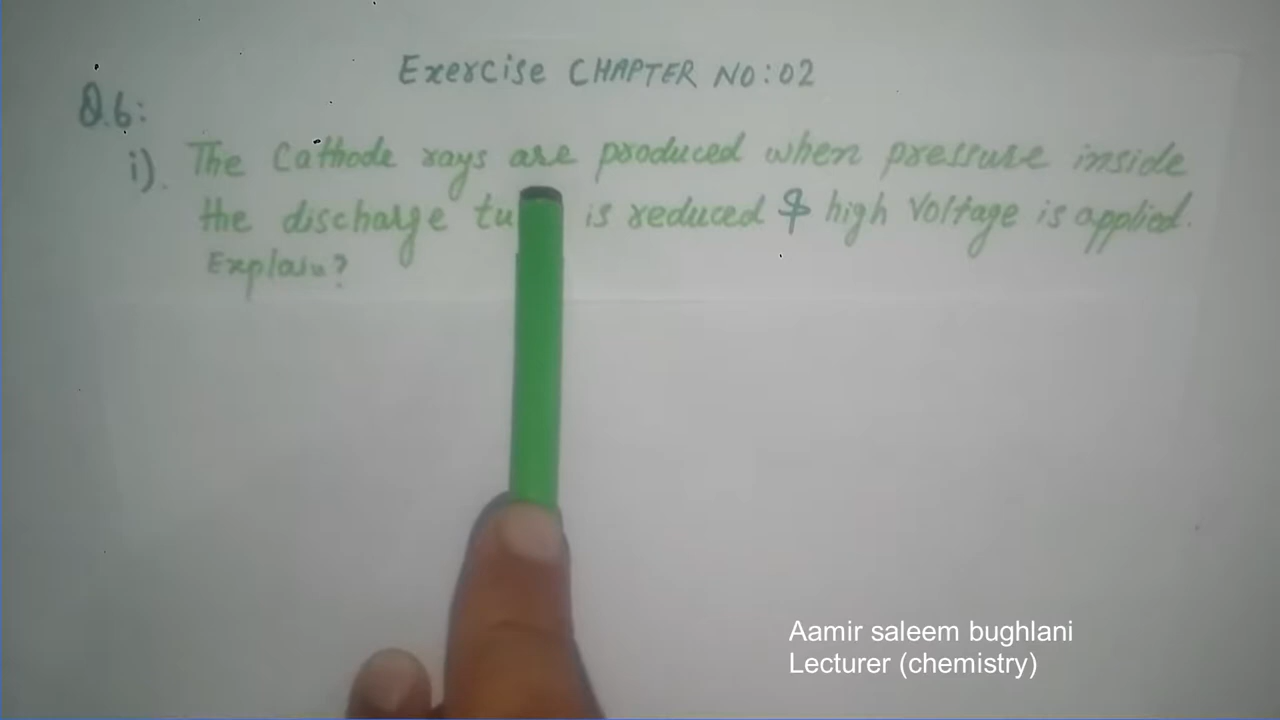 Exercise CHAPTER NO:02
Q.6:
i). The Cathode rays are produced when pressure inside
the discharge tu is reduced & high Voltage is applied.
Explain?
Aamir saleem bughlani
Lecturer (chemistry)